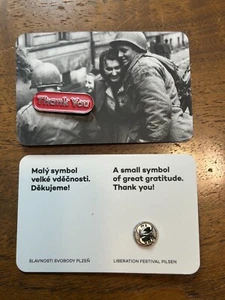 Thank You
Malý symbol
velké vděčnosti.
Děkujeme!
A small symbol
of great gratitude.
Thank you!
SLAVNOSTI SVOBODY PLZEŇ
LIBERATION FESTIVAL PILSEN